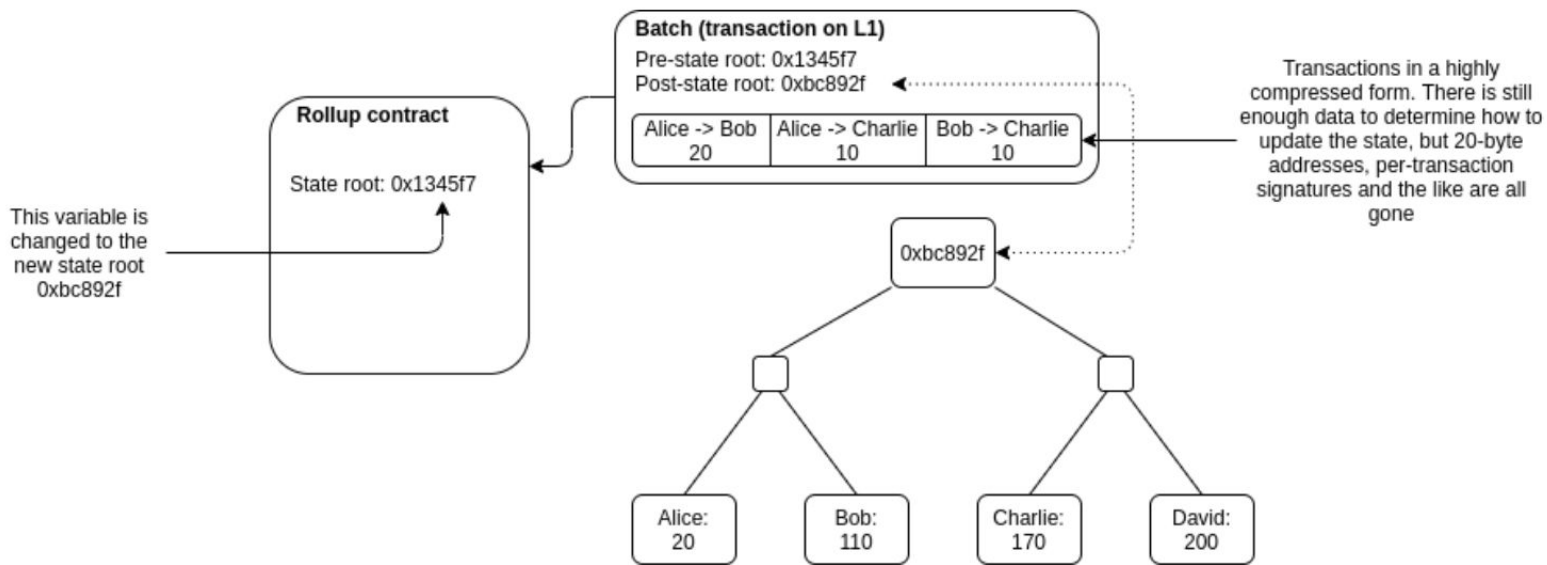 Batch (transaction on L1)
Pre-state root: 0x1345f7
Post-state root: 0xbc892f
Alice -> Bob
20
Alice -> Charlie
10
Bob -> Charlie
10
Transactions in a highly
compressed form. There is still
enough data to determine how to
update the state, but 20-byte
addresses, per-transaction
signatures and the like are all
gone
Rollup contract
State root: 0x1345f7
This variable is
changed to the
new state root
0xbc892f
0xbc892f
Alice:
20
Bob:
110
Charlie:
170
David:
200